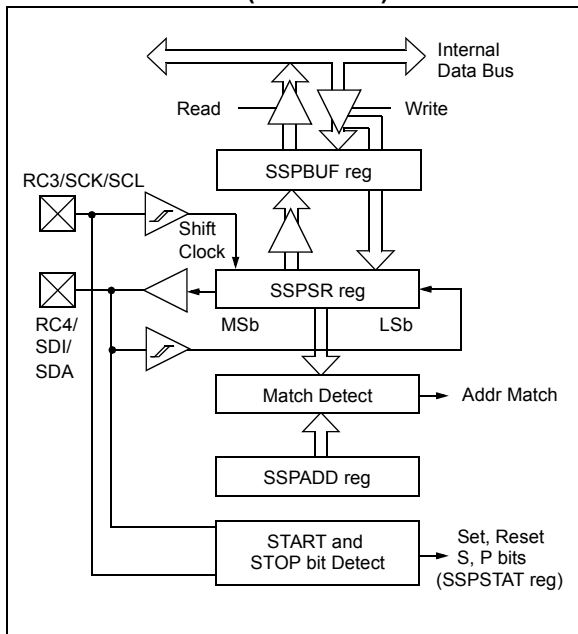 Internal
Data Bus
Read
Write
SSPBUF reg
RC3/SCK/SCL
Shift
Clock
SSPSR reg
MSb
LSb
RC4/
SDI/
SDA
Match Detect
Addr Match
SSPADD reg
START and
STOP bit Detect
Set, Reset
S, P bits
(SSPSTAT reg)